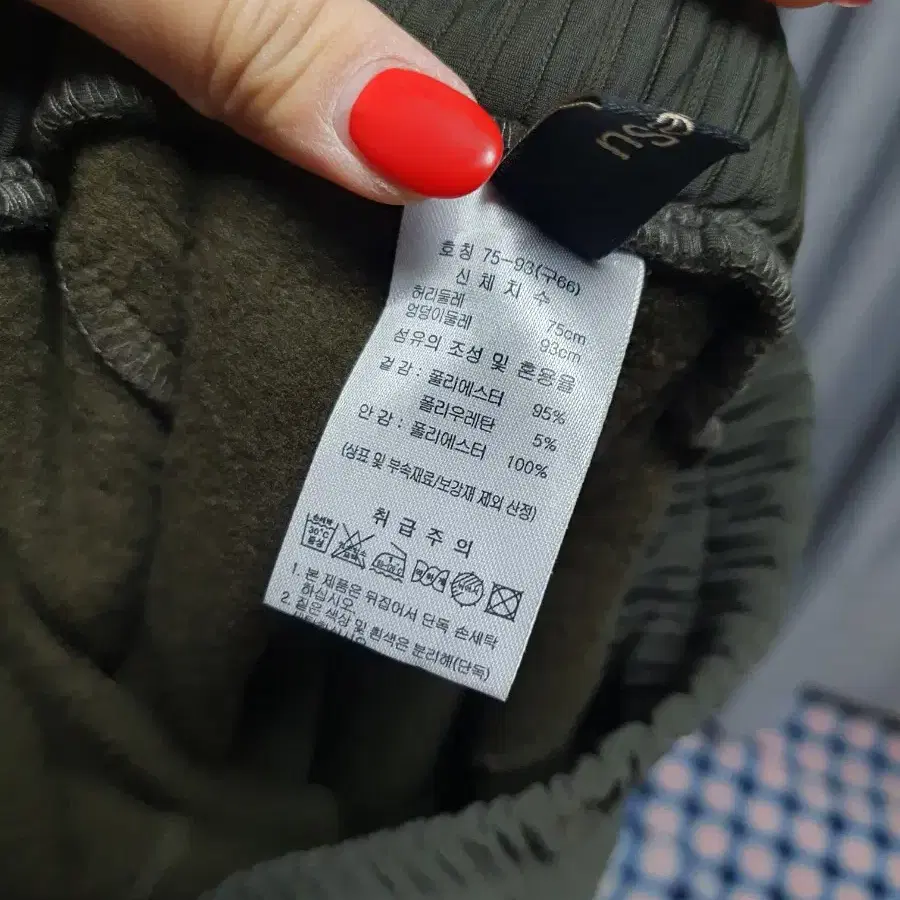 호칭 75-93(구66)
신체치수
허리둘레 75cm
엉덩이둘레 93cm
섬유의 조성 및 혼용율
겉감 : 폴리에스터 95%
폴리우레탄 5%
안감 : 폴리에스터 100%
(상표 및 부속재료/보강재 제외 산정)
취급주의
30℃
1. 본 제품은 뒤집어서 단독 손세탁
하십시오.
2. 짙은 색상 및 흰색은 분리해(단독)